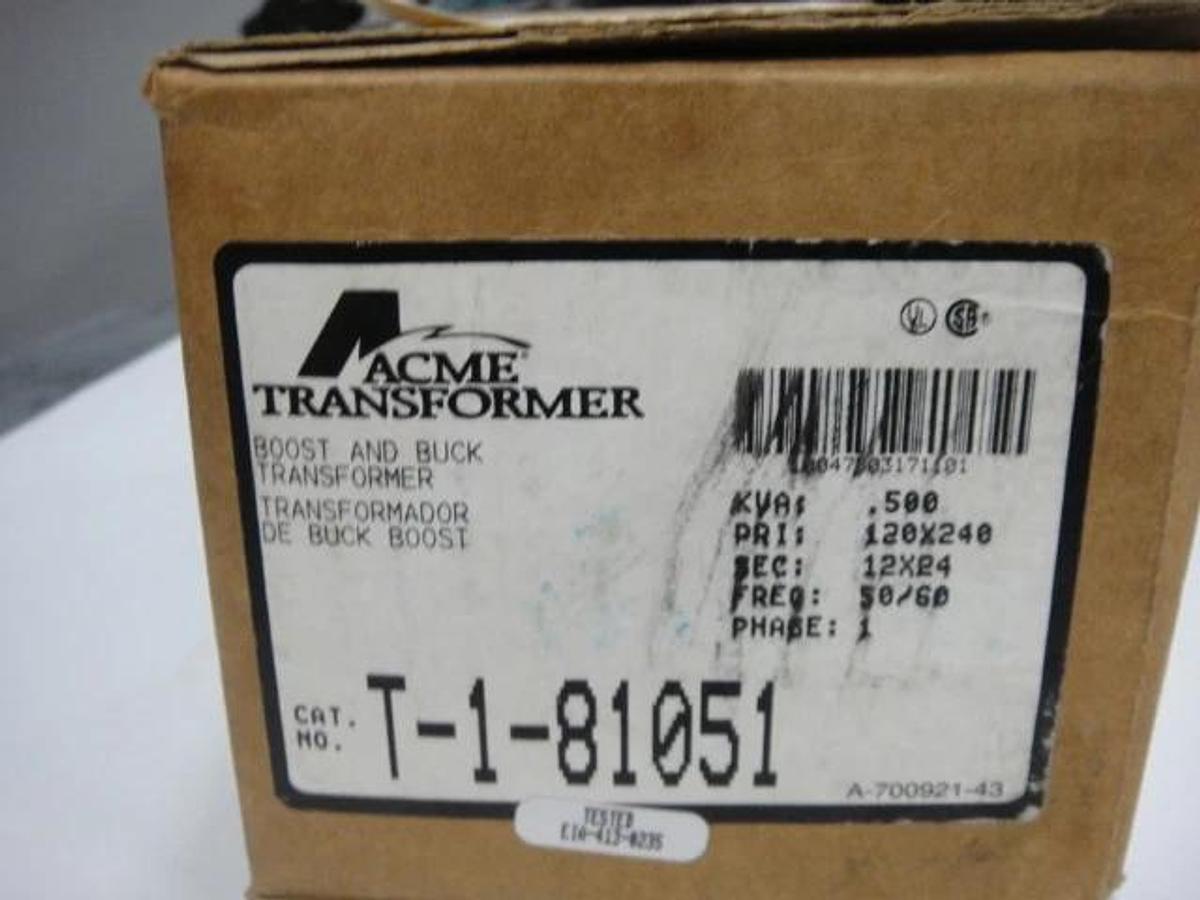 ACME
TRANSFORMER
BOOST AND BUCK
TRANSFORMER
TRANSFORMADOR
DE BUCK BOOST
UL
KVA: .500
PRI: 120X240
SEC: 12X24
FREQ: 50/60
PHASE: 1
CAT.
NO.
T-1-81051
A-700921-43
TESTED